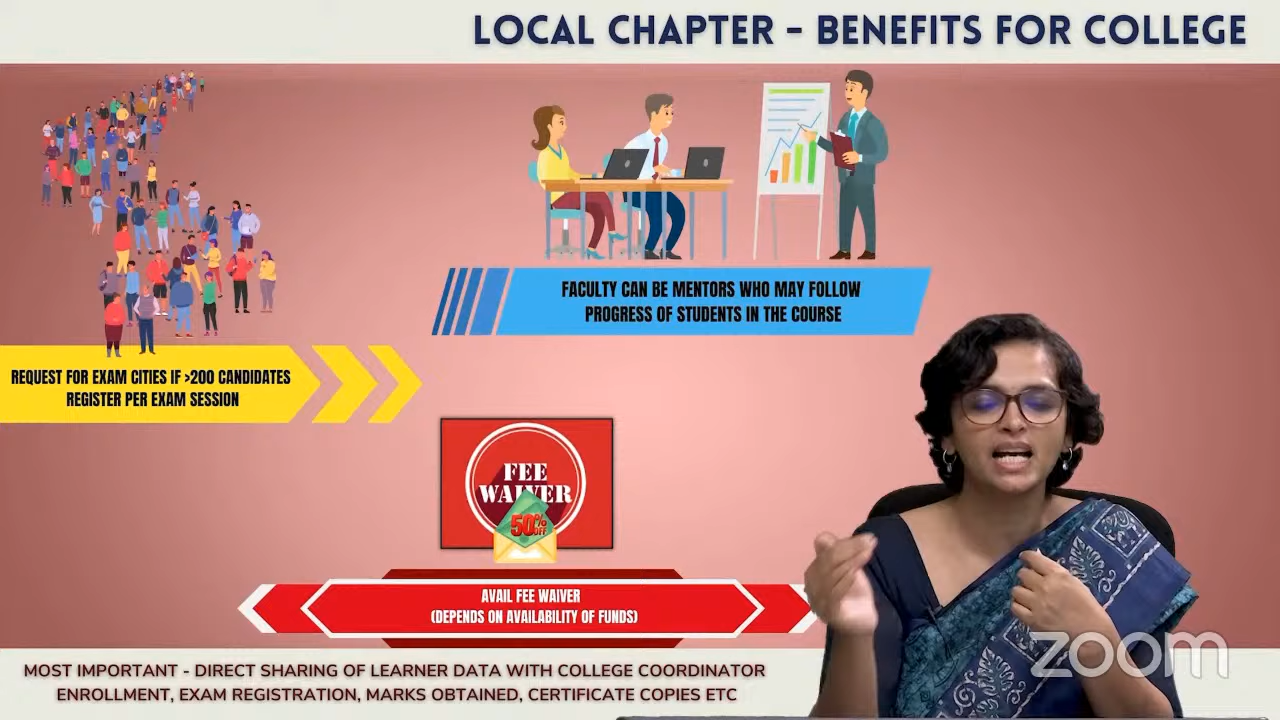 LOCAL CHAPTER - BENEFITS FOR COLLEGE
FACULTY CAN BE MENTORS WHO MAY FOLLOW
PROGRESS OF STUDENTS IN THE COURSE
REQUEST FOR EXAM CITIES IF >200 CANDIDATES
REGISTER PER EXAM SESSION
FEE
WAIVER
50%
OFF
AVAIL FEE WAIVER
(DEPENDS ON AVAILABILITY OF FUNDS)
zoom
MOST IMPORTANT - DIRECT SHARING OF LEARNER DATA WITH COLLEGE COORDINATOR
ENROLLMENT, EXAM REGISTRATION, MARKS OBTAINED, CERTIFICATE COPIES ETC